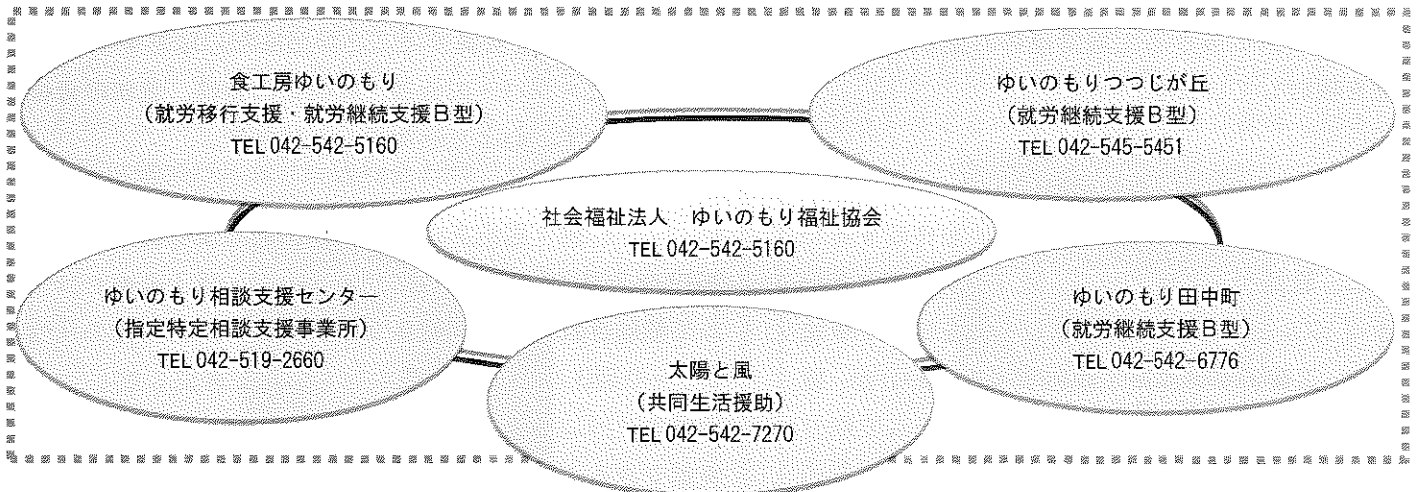 食工房ゆいのもり
（就労移行支援・就労継続支援Ｂ型）
TEL 042-542-5160
ゆいのもりつつじが丘
（就労継続支援Ｂ型）
TEL 042-545-5451
社会福祉法人　ゆいのもり福祉協会
TEL 042-542-5160
ゆいのもり相談支援センター
（指定特定相談支援事業所）
TEL 042-519-2660
ゆいのもり田中町
（就労継続支援Ｂ型）
TEL 042-542-6776
太陽と風
（共同生活援助）
TEL 042-542-7270